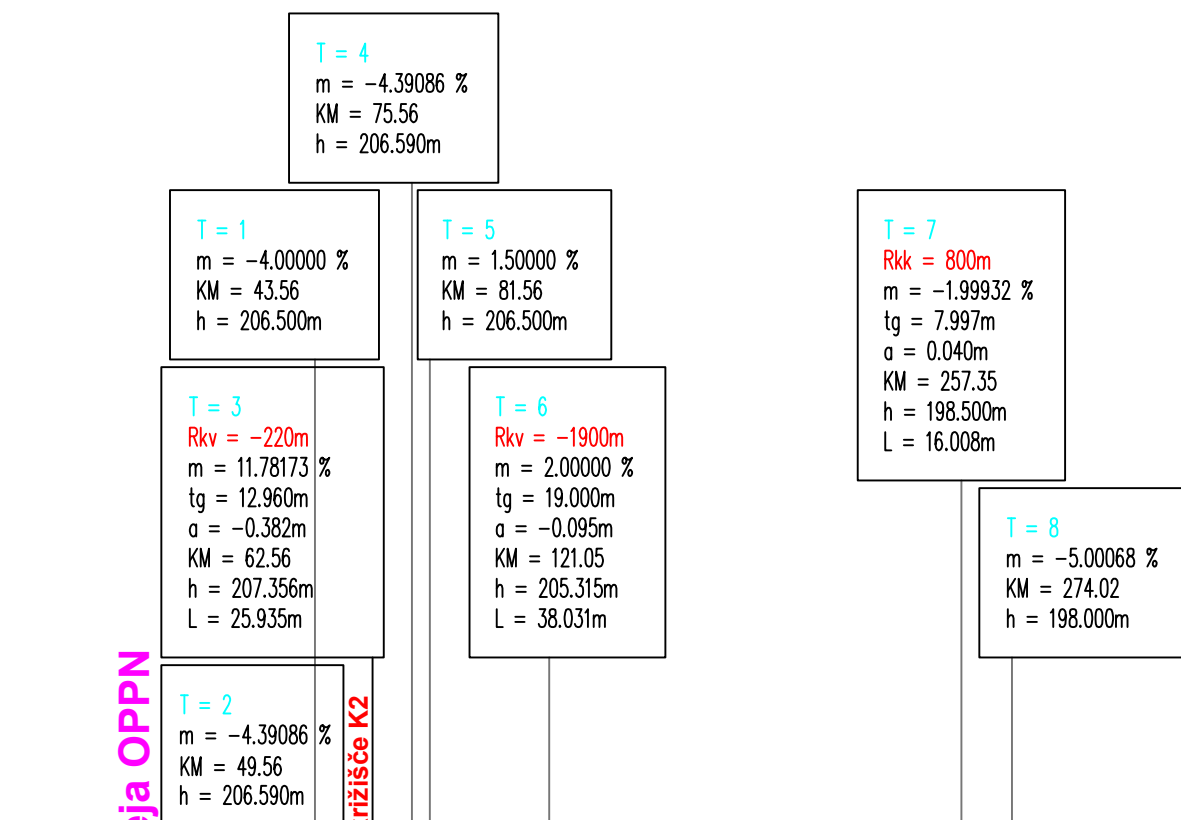 T = 4
m = -4.39086 %
KM = 75.56
h = 206.590m
T = 1
m = -4.00000 %
KM = 43.56
h = 206.500m
T = 5
m = 1.50000 %
KM = 81.56
h = 206.500m
T = 7
Rkk = 800m
m = -1.99932 %
tg = 7.997m
a = 0.040m
KM = 257.35
h = 198.500m
L = 16.008m
T = 3
Rkv = -220m
m = 11.78173 %
tg = 12.960m
a = -0.382m
KM = 62.56
h = 207.356m
L = 25.935m
T = 6
Rkv = -1900m
m = 2.00000 %
tg = 19.000m
a = -0.095m
KM = 121.05
h = 205.315m
L = 38.031m
T = 8
m = -5.00068 %
KM = 274.02
h = 198.000m
T = 2
m = -4.39086 %
KM = 49.56
h = 206.590m
eja OPPN
rižišče K2